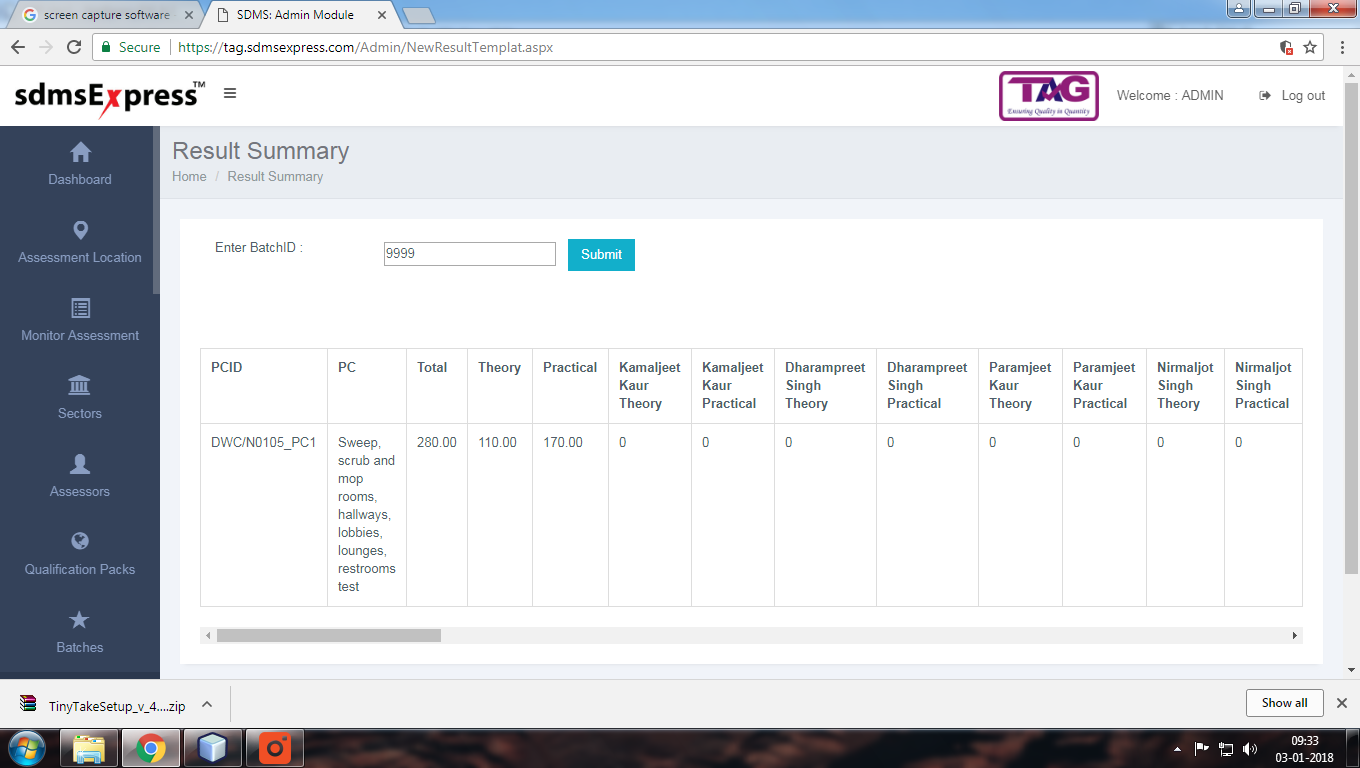 screen capture software
SDMS: Admin Module
Secure
https://tag.sdmsexpress.com/Admin/NewResultTemplat.aspx
sdmsExpress™
TAG
Ensuring Quality in Quantity
Welcome : ADMIN
Log out
Dashboard
Assessment Location
Monitor Assessment
Sectors
Assessors
Qualification Packs
Batches
Result Summary
Home / Result Summary
Enter BatchID :
9999
Submit
PCID
PC
Total
Theory
Practical
Kamaljeet
Kaur
Theory
Kamaljeet
Kaur
Practical
Dharampreet
Singh
Theory
Dharampreet
Singh
Practical
Paramjeet
Kaur
Theory
Paramjeet
Kaur
Practical
Nirmaljot
Singh
Theory
Nirmaljot
Singh
Practical
DWC/N0105_PC1
Sweep,
scrub and
mop
rooms,
hallways,
lobbies,
lounges,
restrooms
test
280.00
110.00
170.00
0
0
0
0
0
0
0
0
TinyTakeSetup_v_4....zip
Show all
09:33
03-01-2018